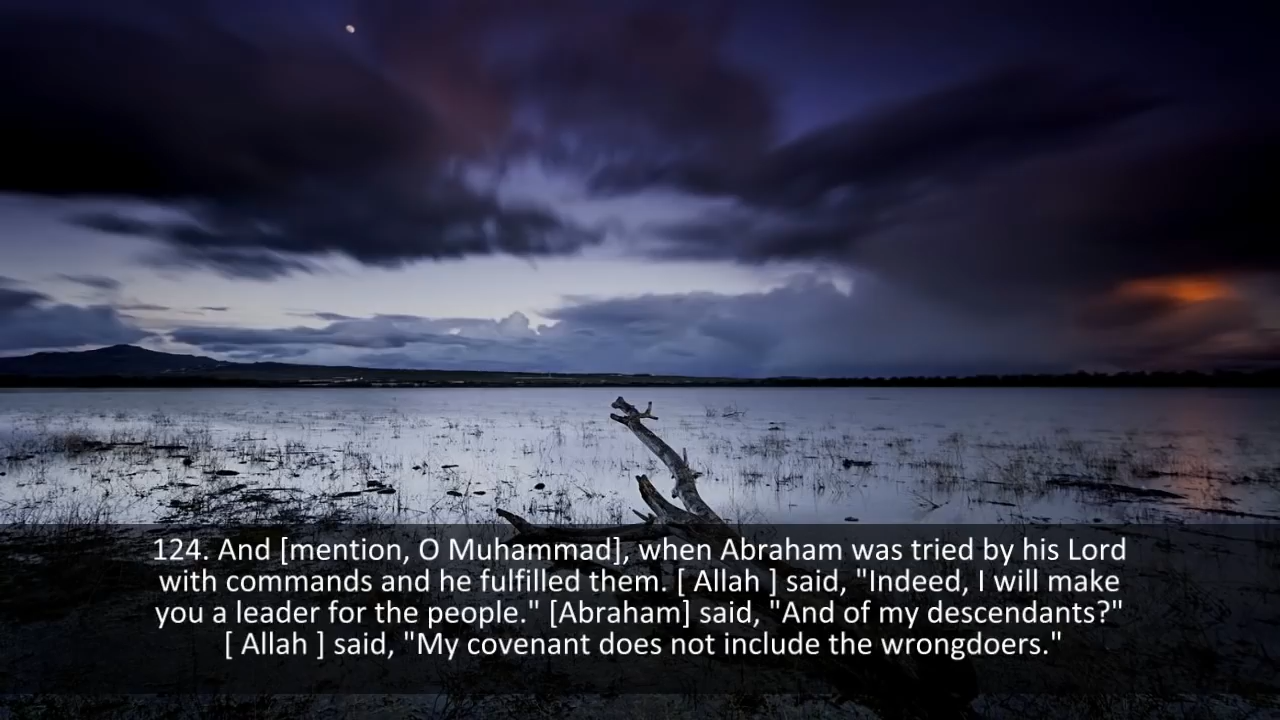 124. And [mention, O Muhammad], when Abraham was tried by his Lord
with commands and he fulfilled them. [ Allah ] said, "Indeed, I will make
you a leader for the people." [Abraham] said, "And of my descendants?"
[ Allah ] said, "My covenant does not include the wrongdoers."